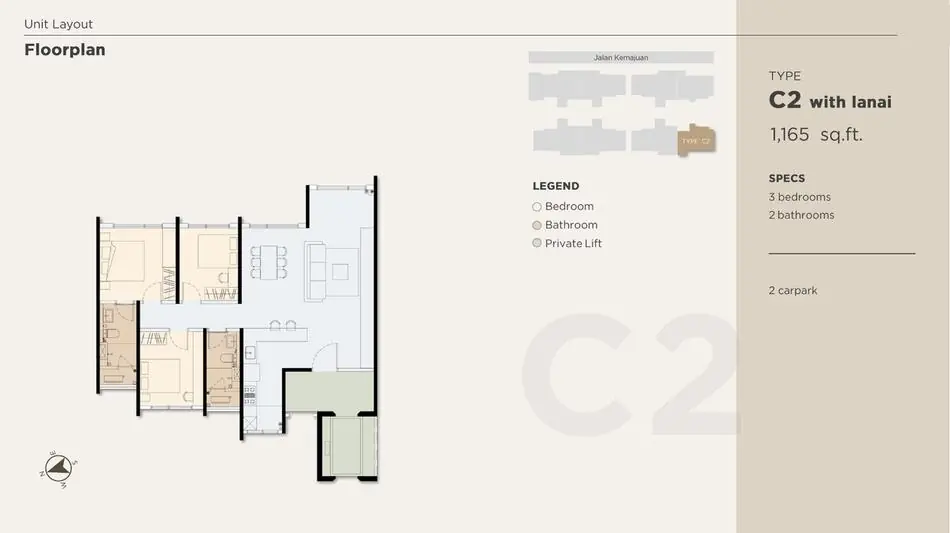 Unit Layout
Floorplan
Jalan Kemajuan
TYPE C2
LEGEND
Bedroom
Bathroom
Private Lift
TYPE
C2 with lanai
1,165 sq.ft.
SPECS
3 bedrooms
2 bathrooms
2 carpark
C2
N
E
S
W